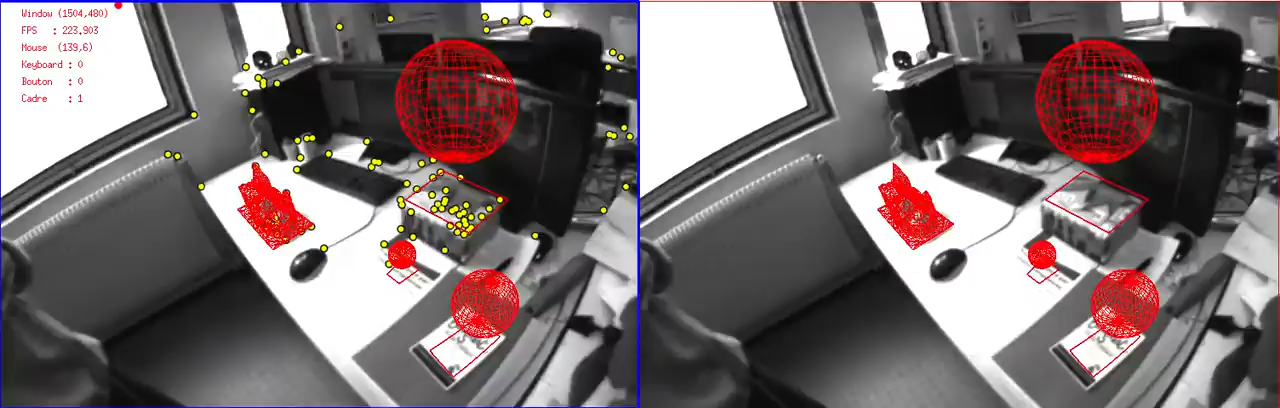 Window (1504,480)
FPS : 223,903
Mouse (139,6)
Keyboard : 0
Bouton : 0
Cadre : 1